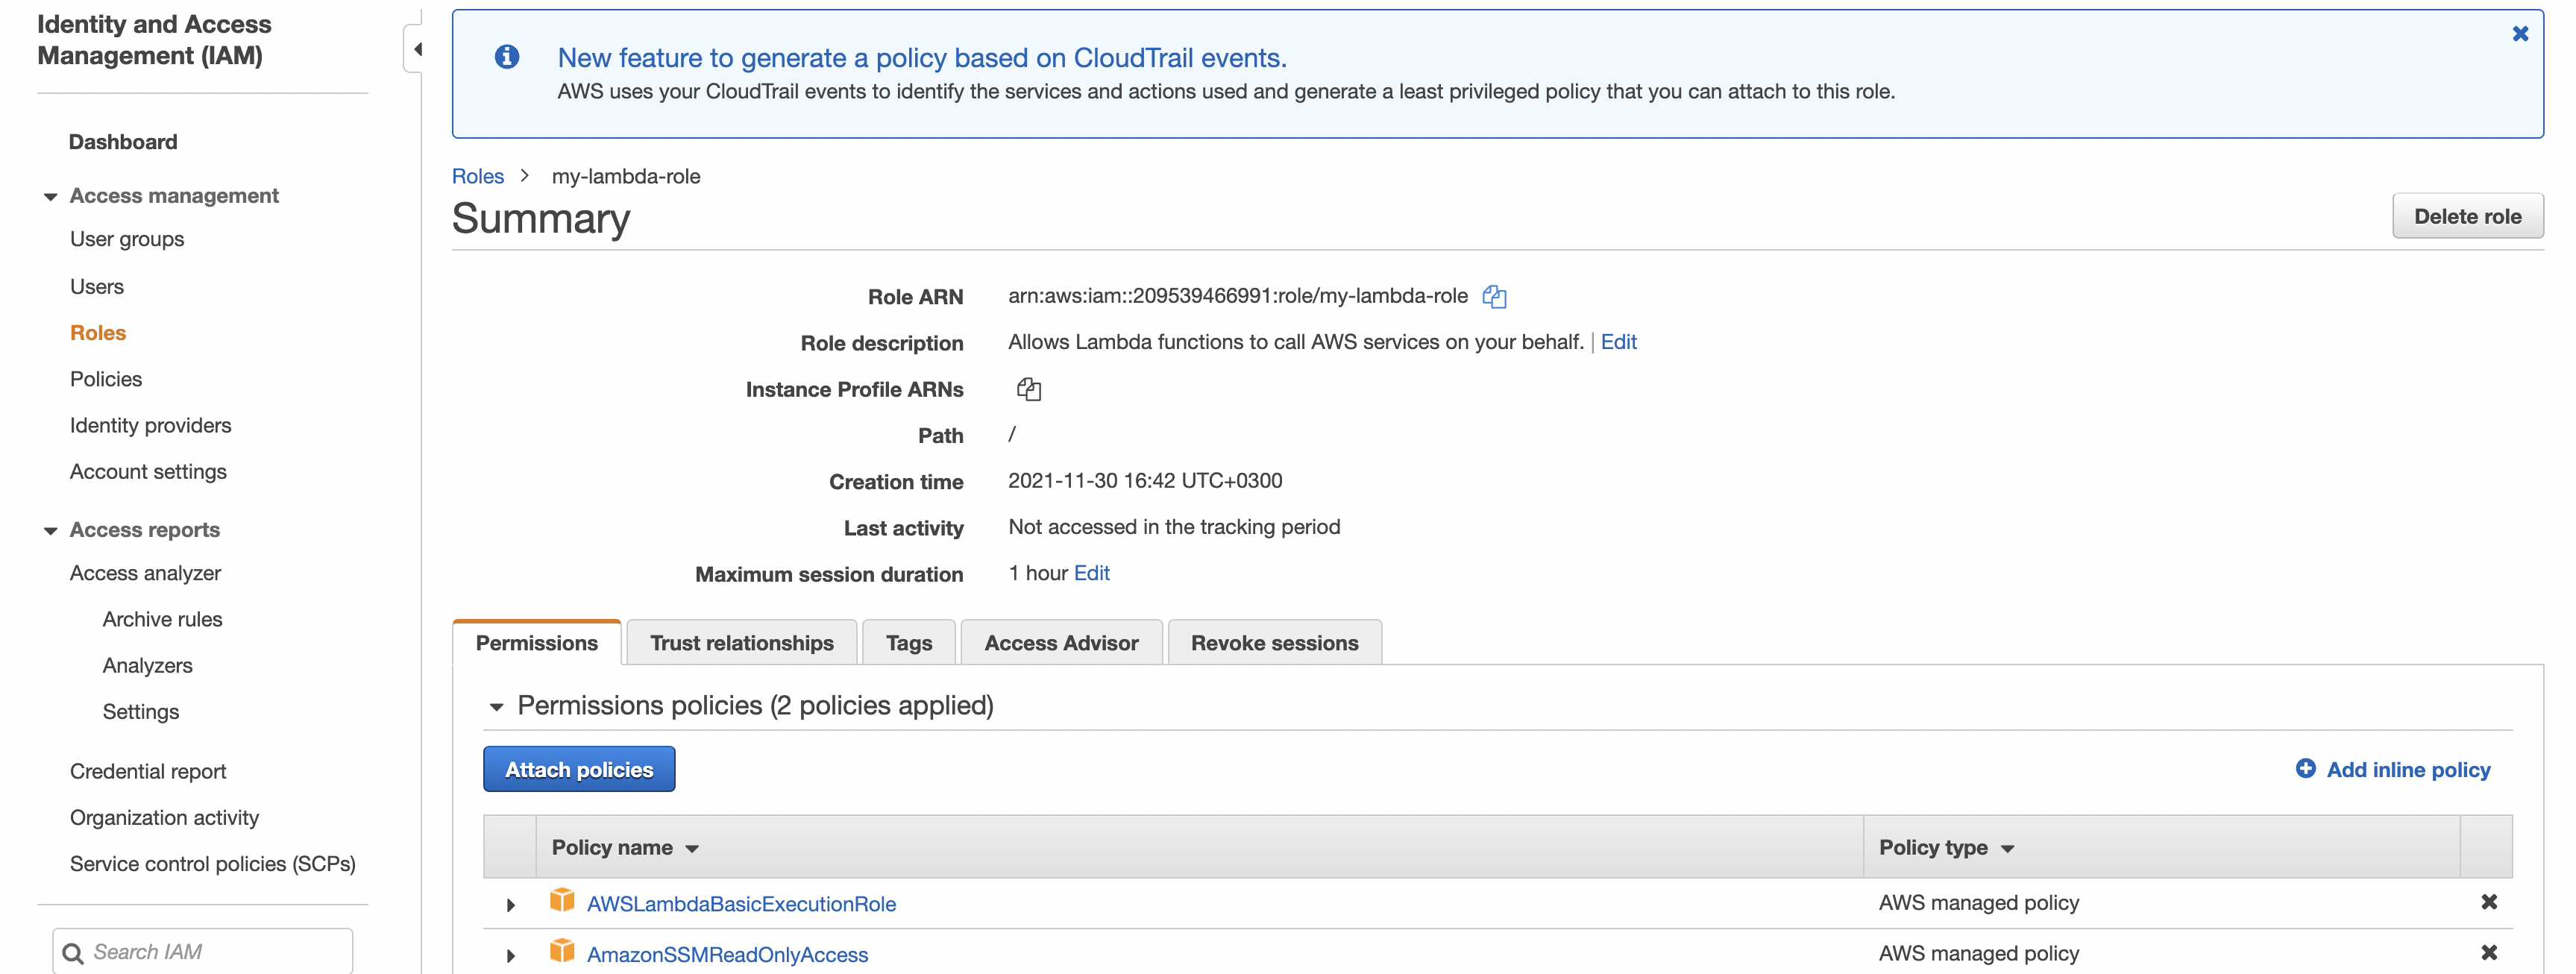 Identity and Access
Management (IAM)
Dashboard
Access management
User groups
Users
Roles
Policies
Identity providers
Account settings
Access reports
Access analyzer
Archive rules
Analyzers
Settings
Credential report
Organization activity
Service control policies (SCPs)
Search IAM
New feature to generate a policy based on CloudTrail events.
AWS uses your CloudTrail events to identify the services and actions used and generate a least privileged policy that you can attach to this role.
Roles > my-lambda-role
Summary
Delete role
Role ARN arn:aws:iam::209539466991:role/my-lambda-role
Role description Allows Lambda functions to call AWS services on your behalf. | Edit
Instance Profile ARNs
Path /
Creation time 2021-11-30 16:42 UTC+0300
Last activity Not accessed in the tracking period
Maximum session duration 1 hour Edit
Permissions Trust relationships Tags Access Advisor Revoke sessions
Permissions policies (2 policies applied)
Attach policies Add inline policy
Policy name Policy type
AWSLambdaBasicExecutionRole AWS managed policy
AmazonSSMReadOnlyAccess AWS managed policy